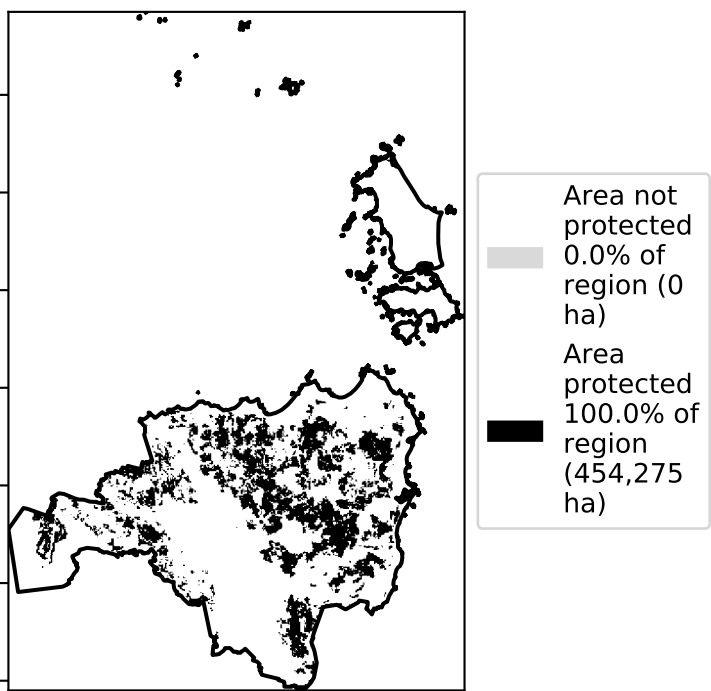 Area not
protected
0.0% of
region (0
ha)
Area
protected
100.0% of
region
(454,275
ha)